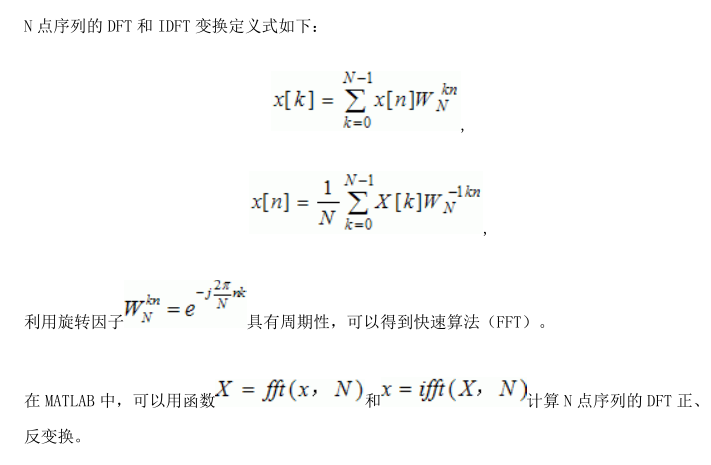 N 点序列的 DFT 和 IDFT 变换定义式如下：
x[k] = \sum_{k=0}^{N-1} x[n]W_N^{kn},
x[n] = \frac{1}{N} \sum_{k=0}^{N-1} X[k]W_N^{-1kn},
利用旋转因子 W_N^{kn} = e^{-j\frac{2π}{N}nk} 具有周期性，可以得到快速算法（FFT）。
在 MATLAB 中，可以用函数 X = fft(x， N) 和 x = ifft(X， N) 计算 N 点序列的 DFT 正、
反变换。